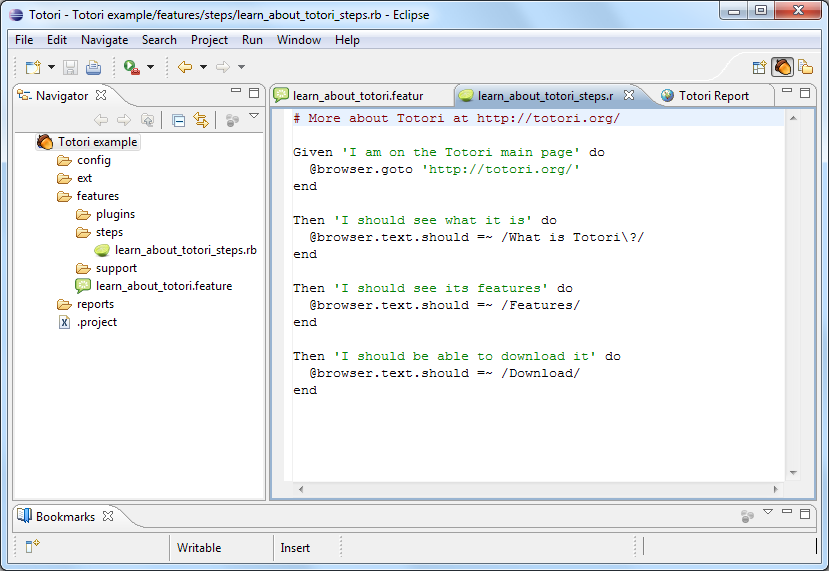 Totori - Totori example/features/steps/learn_about_totori_steps.rb - Eclipse
File Edit Navigate Search Project Run Window Help
Navigator
Totori example
config
ext
features
plugins
steps
learn_about_totori_steps.rb
support
learn_about_totori.feature
reports
.project
learn_about_totori.featur
learn_about_totori_steps.r
Totori Report
# More about Totori at http://totori.org/
Given 'I am on the Totori main page' do
@browser.goto 'http://totori.org/'
end
Then 'I should see what it is' do
@browser.text.should =~ /What is Totori\?/
end
Then 'I should see its features' do
@browser.text.should =~ /Features/
end
Then 'I should be able to download it' do
@browser.text.should =~ /Download/
end
Bookmarks
Writable
Insert